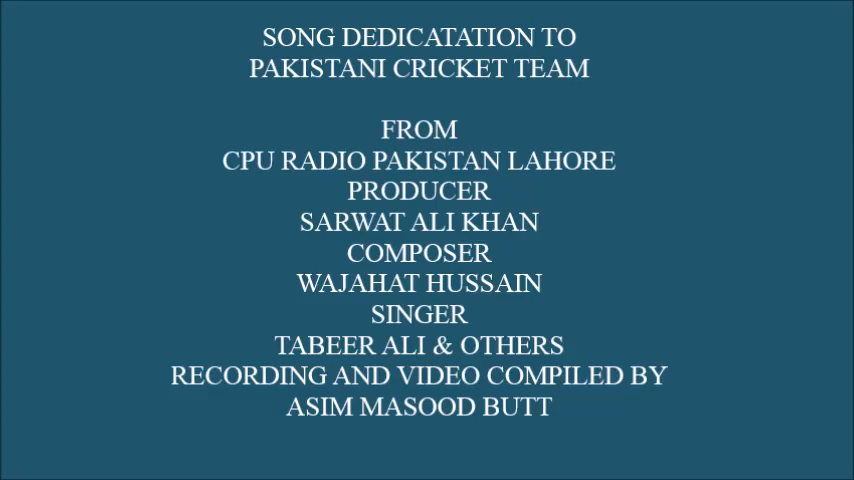 SONG DEDICATATION TO
PAKISTANI CRICKET TEAM
FROM
CPU RADIO PAKISTAN LAHORE
PRODUCER
SARWAT ALI KHAN
COMPOSER
WAJAHAT HUSSAIN
SINGER
TABEER ALI & OTHERS
RECORDING AND VIDEO COMPILED BY
ASIM MASOOD BUTT